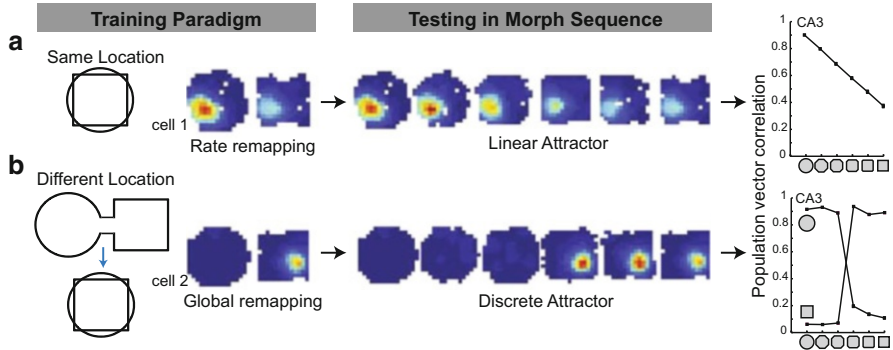 Training Paradigm
Testing in Morph Sequence
a
Same Location
cell 1
Rate remapping
Linear Attractor
CA3
1
0.8
0.6
0.4
0.2
0
b
Different Location
cell 2
Global remapping
Discrete Attractor
Population vector correlation
CA3
1
0.8
0.6
0.4
0.2
0